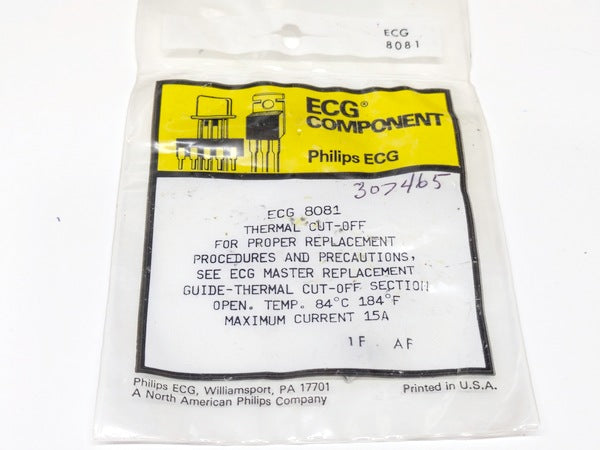 ECG
8081
ECG®
COMPONENT
Philips ECG
307465
ECG 8081
THERMAL CUT-OFF
FOR PROPER REPLACEMENT
PROCEDURES AND PRECAUTIONS,
SEE ECG MASTER REPLACEMENT
GUIDE-THERMAL CUT-OFF SECTION
OPEN. TEMP. 84°C 184°F
MAXIMUM CURRENT 15A
1F AF
Philips ECG, Williamsport, PA 17701
A North American Philips Company
Printed in U.S.A.